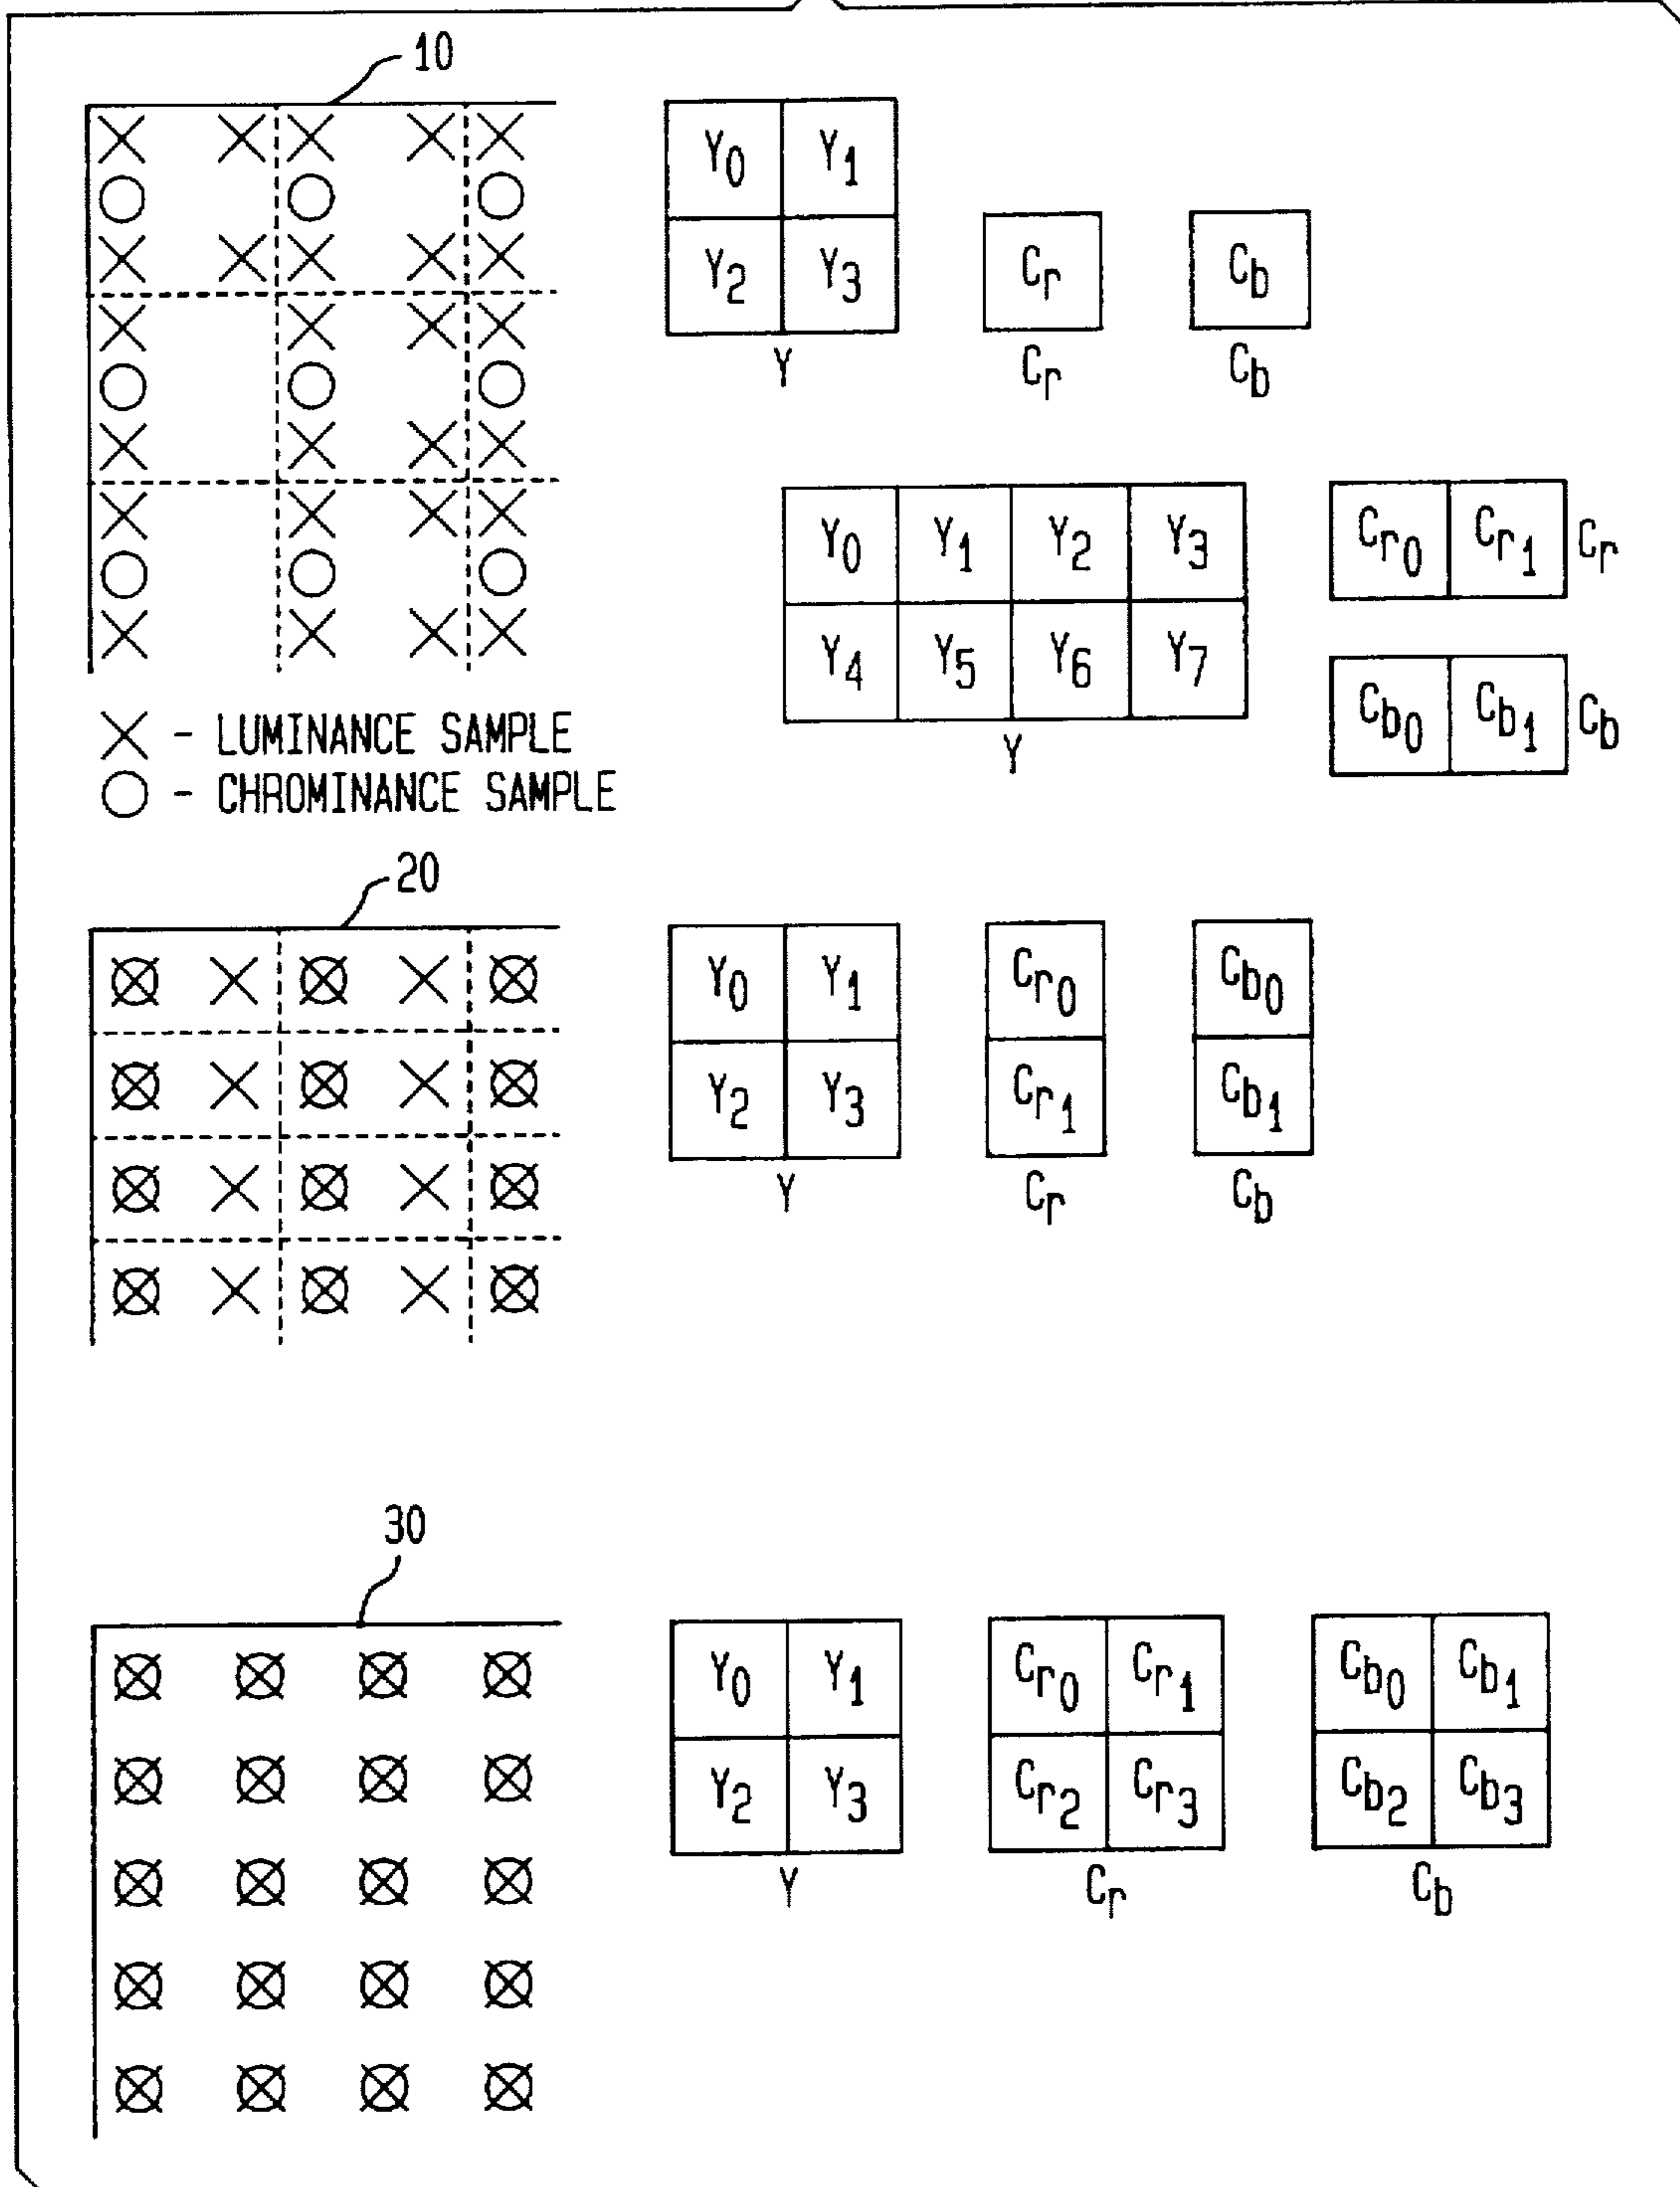 10
Y0 Y1
Y2 Y3
Y
Cr
Cr
Cb
Cb
Y0 Y1 Y2 Y3
Y4 Y5 Y6 Y7
Y
Cr0 Cr1 Cr
Cb0 Cb1 Cb
- LUMINANCE SAMPLE
- CHROMINANCE SAMPLE
20
Y0 Y1
Y2 Y3
Y
Cr0
Cr1
Cr
Cb0
Cb1
Cb
30
Y0 Y1
Y2 Y3
Y
Cr0 Cr1
Cr2 Cr3
Cr
Cb0 Cb1
Cb2 Cb3
Cb